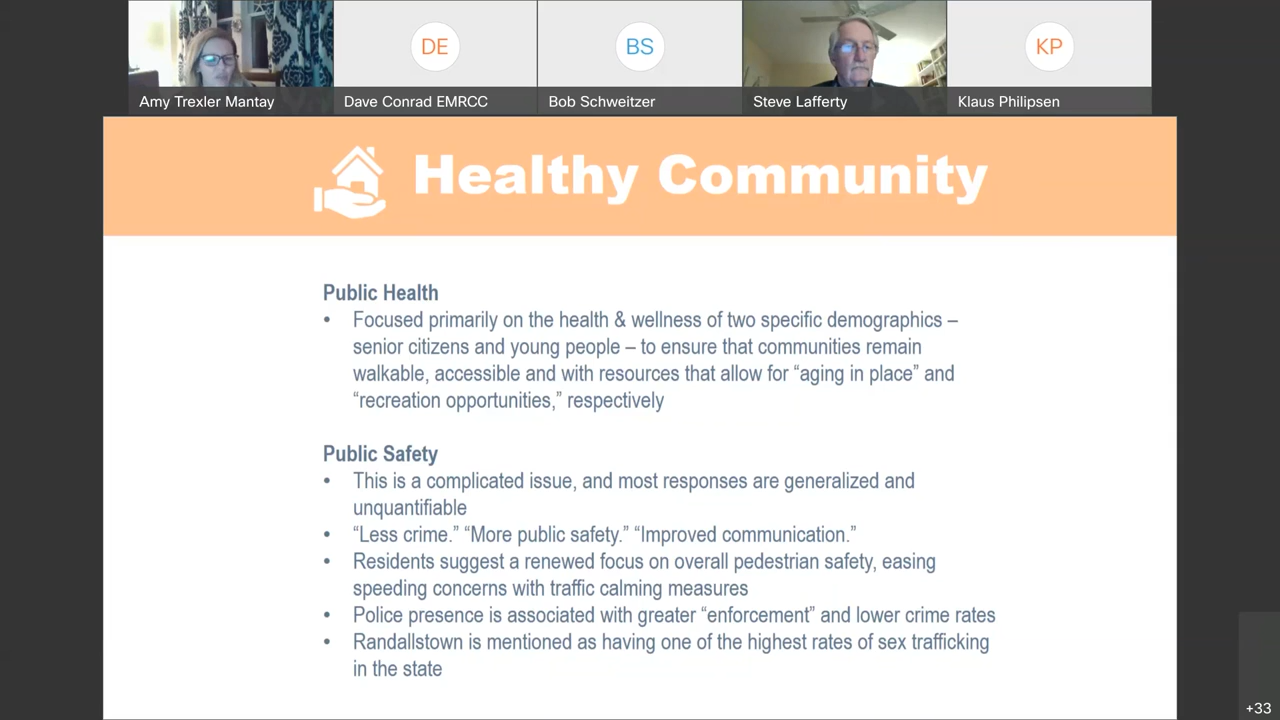 DE
BS
KP
Amy Trexler Mantay
Dave Conrad EMRCC
Bob Schweitzer
Steve Lafferty
Klaus Philipsen
Healthy Community
Public Health
• Focused primarily on the health & wellness of two specific demographics –
senior citizens and young people – to ensure that communities remain
walkable, accessible and with resources that allow for “aging in place” and
“recreation opportunities,” respectively
Public Safety
• This is a complicated issue, and most responses are generalized and
unquantifiable
• “Less crime.” “More public safety.” “Improved communication.”
• Residents suggest a renewed focus on overall pedestrian safety, easing
speeding concerns with traffic calming measures
• Police presence is associated with greater “enforcement” and lower crime rates
• Randallstown is mentioned as having one of the highest rates of sex trafficking
in the state
+33